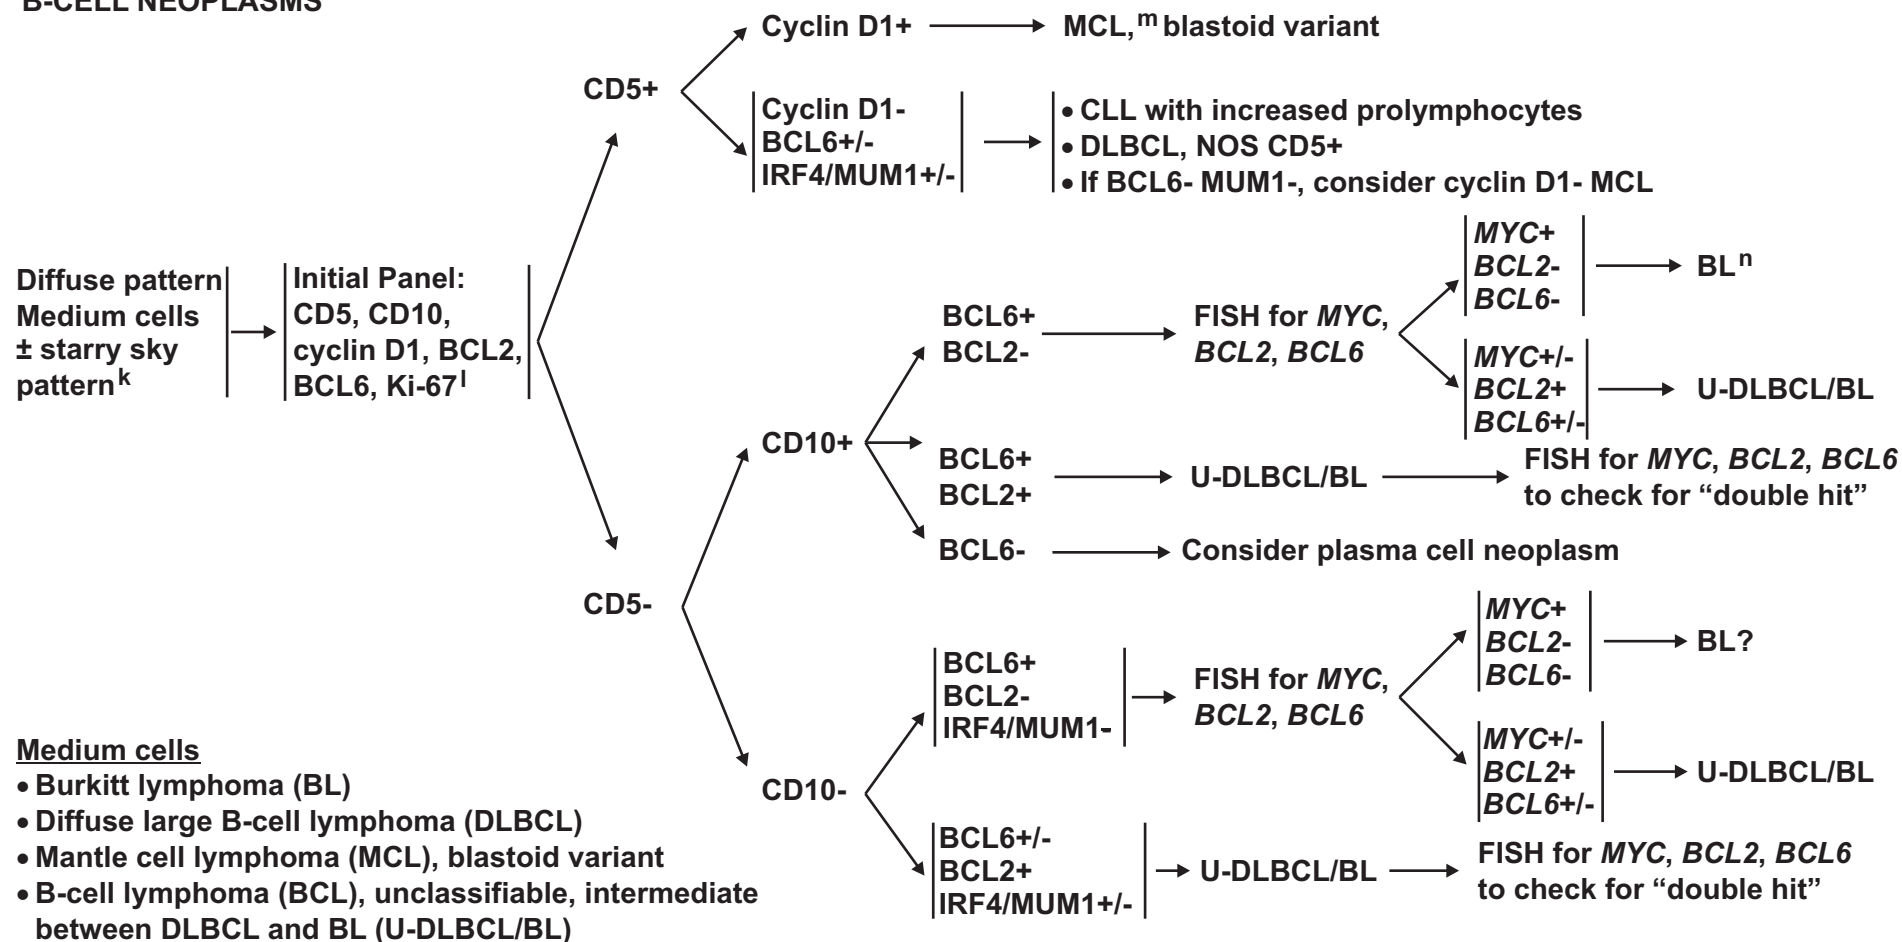 B-CELL NEOPLASMS
Cyclin D1+
MCL,m blastoid variant
CD5+
Cyclin D1-
BCL6+/-
IRF4/MUM1+/-
• CLL with increased prolymphocytes
• DLBCL, NOS CD5+
• If BCL6- MUM1-, consider cyclin D1- MCL
Diffuse pattern
Medium cells
± starry sky
patternk
Initial Panel:
CD5, CD10,
cyclin D1, BCL2,
BCL6, Ki-67l
CD5-
CD10+
BCL6+
BCL2-
FISH for MYC,
BCL2, BCL6
MYC+
BCL2-
BCL6-
BLn
MYC+/-
BCL2+
BCL6+/-
U-DLBCL/BL
BCL6+
BCL2+
U-DLBCL/BL
FISH for MYC, BCL2, BCL6
to check for “double hit”
BCL6-
Consider plasma cell neoplasm
CD10-
BCL6+
BCL2-
IRF4/MUM1-
FISH for MYC,
BCL2, BCL6
MYC+
BCL2-
BCL6-
BL?
MYC+/-
BCL2+
BCL6+/-
U-DLBCL/BL
BCL6+/-
BCL2+
IRF4/MUM1+/-
U-DLBCL/BL
FISH for MYC, BCL2, BCL6
to check for “double hit”
Medium cells
• Burkitt lymphoma (BL)
• Diffuse large B-cell lymphoma (DLBCL)
• Mantle cell lymphoma (MCL), blastoid variant
• B-cell lymphoma (BCL), unclassifiable, intermediate
between DLBCL and BL (U-DLBCL/BL)